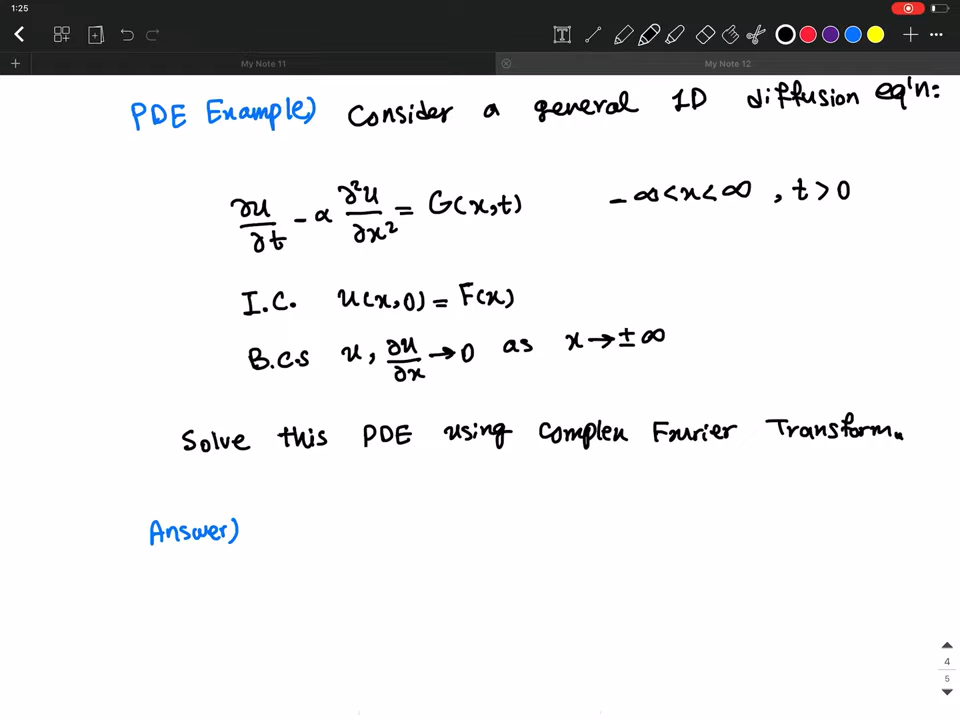 1:25
My Note 11
My Note 12
PDE Example) Consider a general 1D diffusion eq'n:
∂u/∂t - α ∂²u/∂x² = G(x,t)   -∞<x<∞ , t>0
I.C. u(x,0) = F(x)
B.C.s u, ∂u/∂x → 0 as x → ± ∞
Solve this PDE using Complex Fourier Transform.
Answer)
4
5